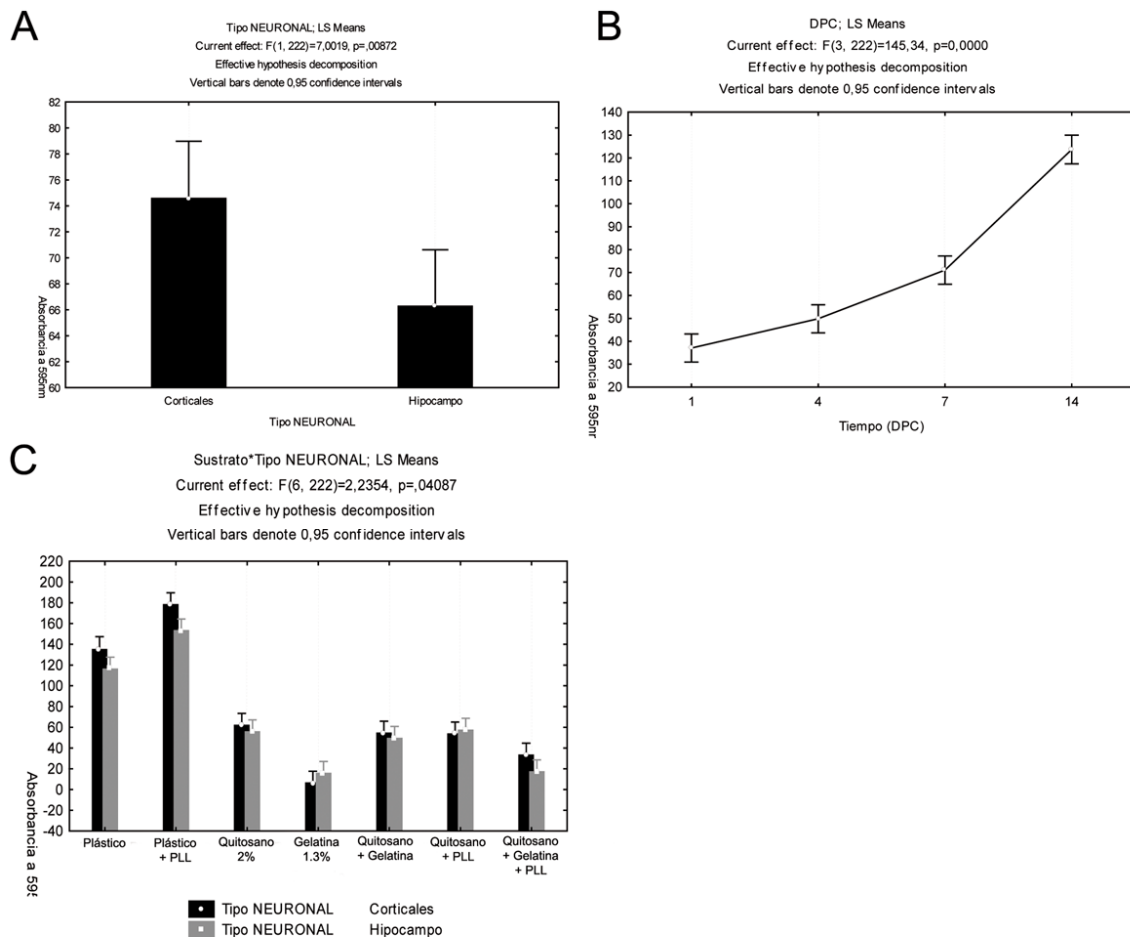 A
Tipo NEURONAL; LS Means
Current effect: F(1, 222)=7,0019, p=,00872
Effective hypothesis decomposition
Vertical bars denote 0,95 confidence intervals
82
80
78
76
74
72
70
68
66
64
62
60
Absorbancia a 595nm
Corticales
Hipocampo
Tipo NEURONAL
B
DPC; LS Means
Current effect: F(3, 222)=145,34, p=0,0000
Effective hypothesis decomposition
Vertical bars denote 0,95 confidence intervals
140
130
120
110
100
90
80
70
60
50
40
30
20
Absorbancia a 595nr
1
4
7
14
Tiempo (DPC)
C
Sustrato*Tipo NEURONAL; LS Means
Current effect: F(6, 222)=2,2354, p=,04087
Effective hypothesis decomposition
Vertical bars denote 0,95 confidence intervals
220
200
180
160
140
120
100
80
60
40
20
0
-20
-40
Absorbancia a 595
Plástico
Plástico
+ PLL
Quitosano
2%
Gelatina
1.3%
Quitosano
+ Gelatina
Quitosano
+ PLL
Quitosano
+ Gelatina
+ PLL
Tipo NEURONAL Corticales
Tipo NEURONAL Hipocampo